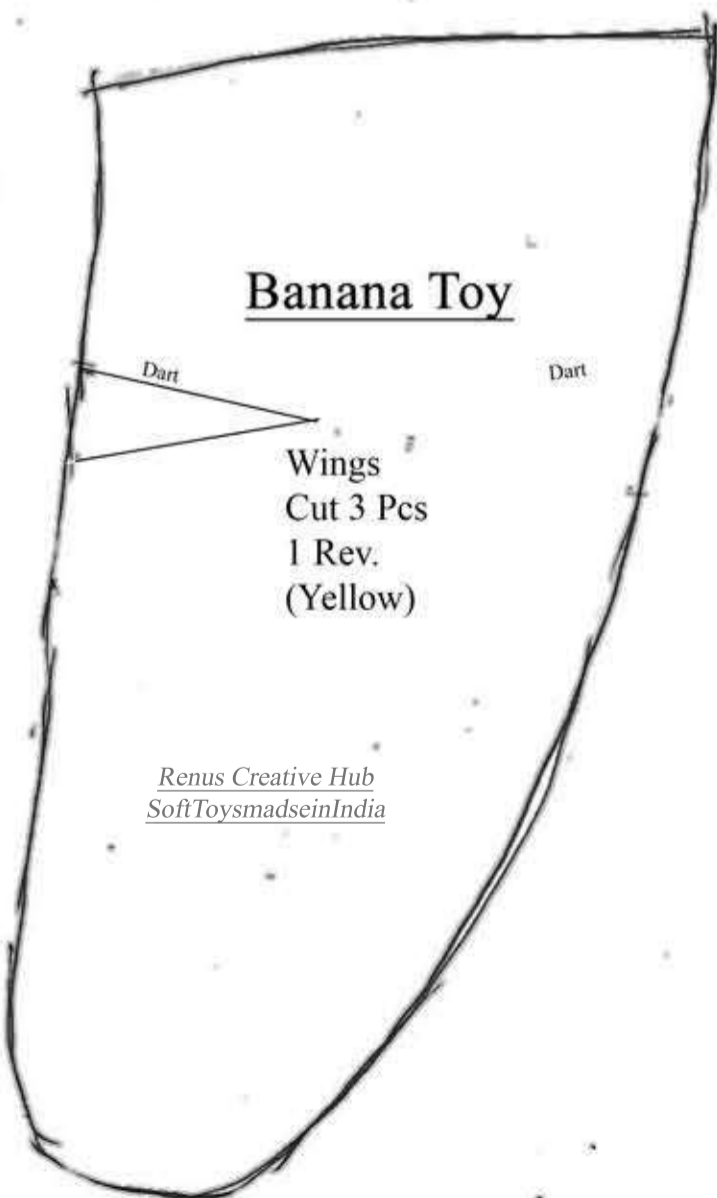 Banana Toy
Dart
Dart
Wings
Cut 3 Pcs
1 Rev.
(Yellow)
Renus Creative Hub
SoftToysmadseinIndia